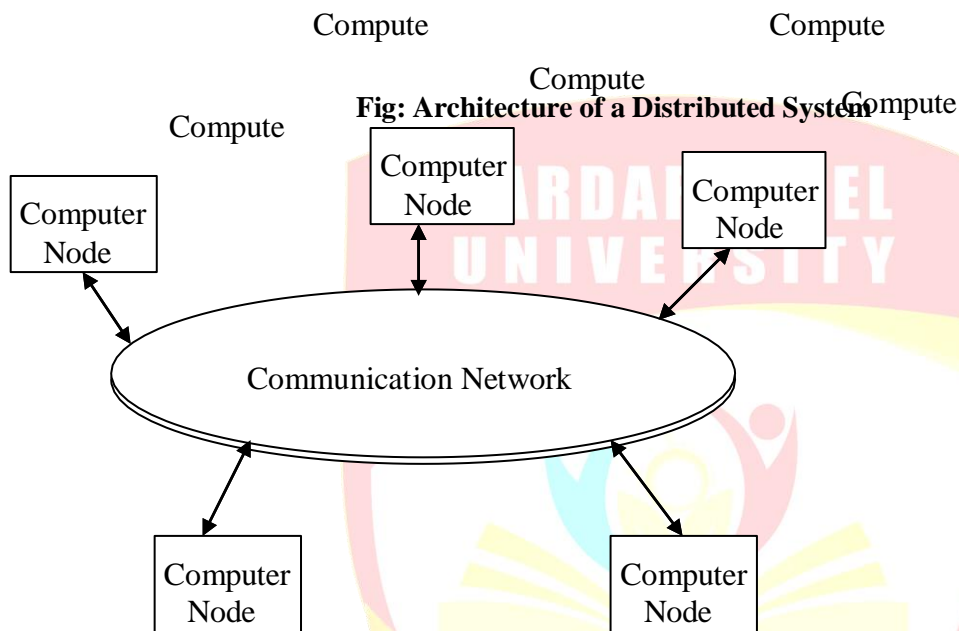 Compute
Compute
Compute
Fig: Architecture of a Distributed System
Compute
Compute
Computer
Node
Computer
Node
Computer
Node
UNIVERSITY
Communication Network
Computer
Node
Computer
Node